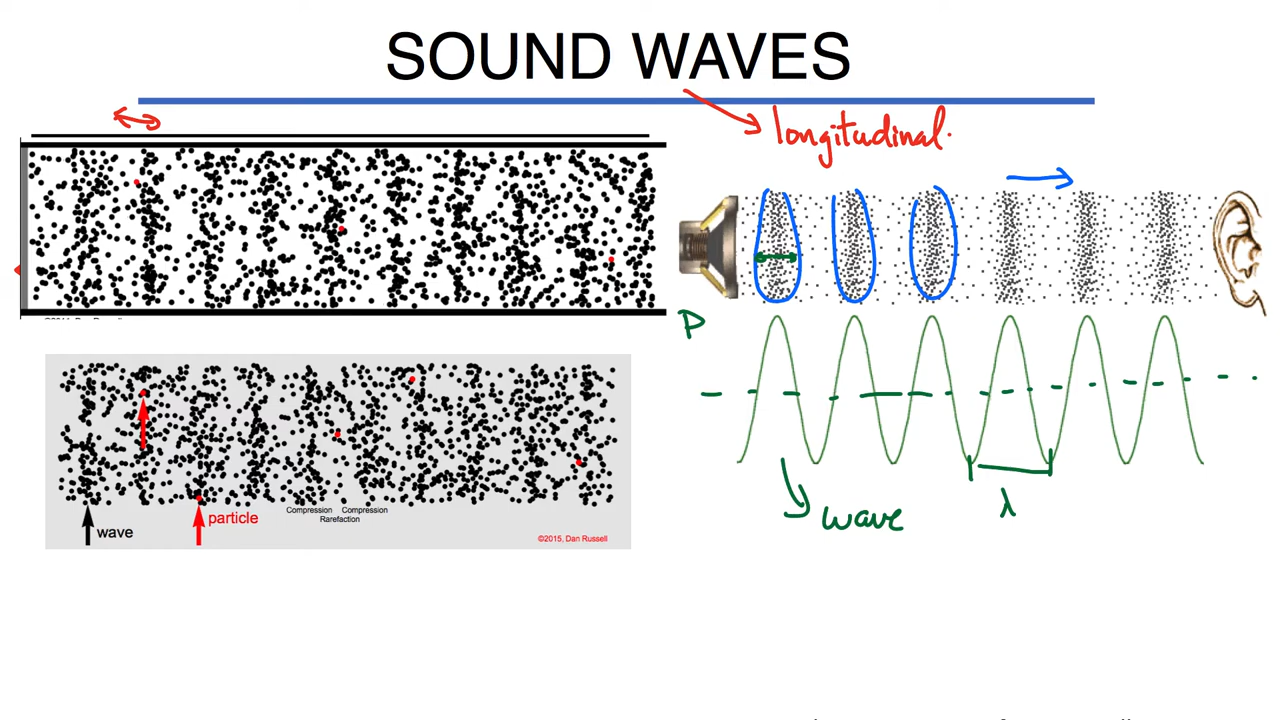 SOUND WAVES
longitudinal.
P
Compression Compression
Rarefaction
particle
wave
©2015, Dan Russell
wave
λ